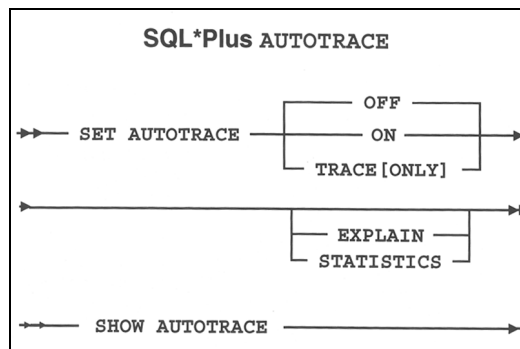 SQL*Plus AUTOTRACE
OFF
SET AUTOTRACE ON
TRACE[ONLY]
EXPLAIN
STATISTICS
SHOW AUTOTRACE